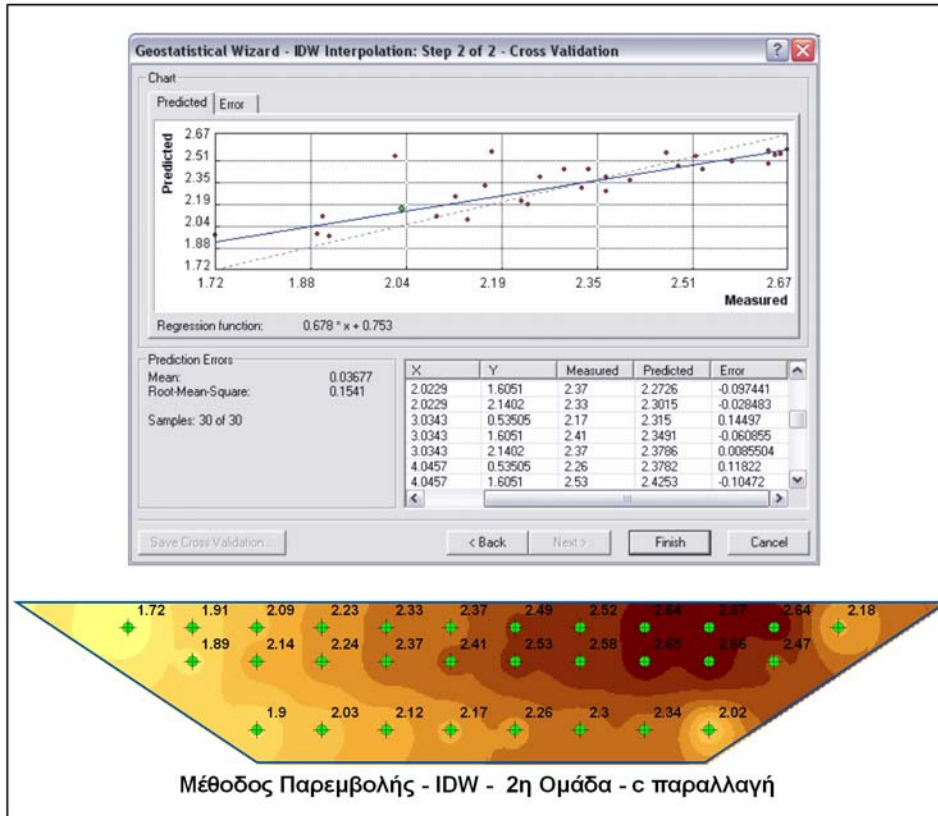 Geostatistical Wizard - IDW Interpolation: Step 2 of 2 - Cross Validation
Chart
Predicted Error
Predicted
2.67
2.51
2.35
2.19
2.04
1.88
1.72
1.72 1.88 2.04 2.19 2.35 2.51 2.67
Measured
Regression function: 0.678 * x + 0.753
Prediction Errors
Mean: 0.03677
Root-Mean-Square: 0.1541
Samples: 30 of 30
X Y Measured Predicted Error
2.0229 1.6051 2.37 2.2726 -0.097441
2.0229 2.1402 2.33 2.3015 -0.028483
3.0343 0.53505 2.17 2.315 0.14497
3.0343 1.6051 2.41 2.3491 -0.060855
3.0343 2.1402 2.37 2.3786 0.0085504
4.0457 0.53505 2.26 2.3782 0.11822
4.0457 1.6051 2.53 2.4253 -0.10472
Save Cross Validation... < Back Next > Finish Cancel
1.72 1.91 2.09 2.23 2.33 2.37 2.49 2.52 2.64 2.67 2.64 2.18
1.89 2.14 2.24 2.37 2.41 2.53 2.58 2.65 2.66 2.47
1.9 2.03 2.12 2.17 2.26 2.3 2.34 2.02
Μέθοδος Παρεμβολής - IDW - 2η Ομάδα - c παραλλαγή